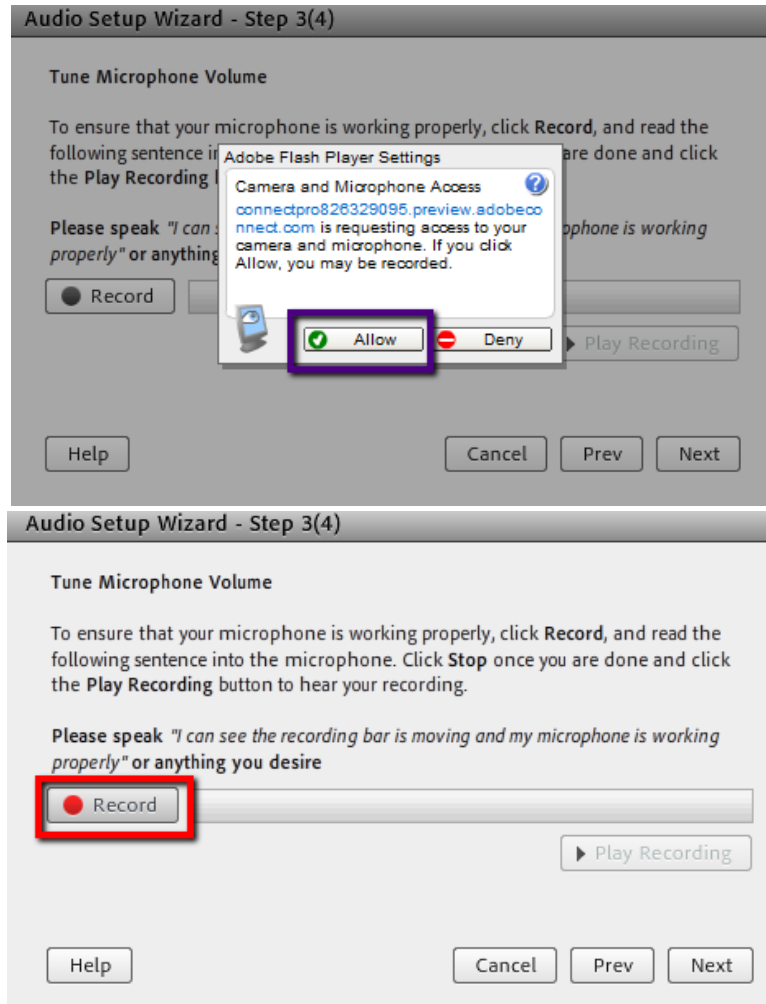 Audio Setup Wizard - Step 3(4)
Tune Microphone Volume
To ensure that your microphone is working properly, click Record, and read the
following sentence in
are done and click
the Play Recording
Adobe Flash Player Settings
Camera and Microphone Access
connectpro826329095.preview.adobeco
nnect.com is requesting access to your
camera and microphone. If you click
Allow, you may be recorded.
Allow
Deny
Please speak "I can
ophone is working
properly" or anything
Record
Play Recording
Help
Cancel
Prev
Next
Audio Setup Wizard - Step 3(4)
Tune Microphone Volume
To ensure that your microphone is working properly, click Record, and read the
following sentence into the microphone. Click Stop once you are done and click
the Play Recording button to hear your recording.
Please speak "I can see the recording bar is moving and my microphone is working
properly" or anything you desire
Record
Play Recording
Help
Cancel
Prev
Next